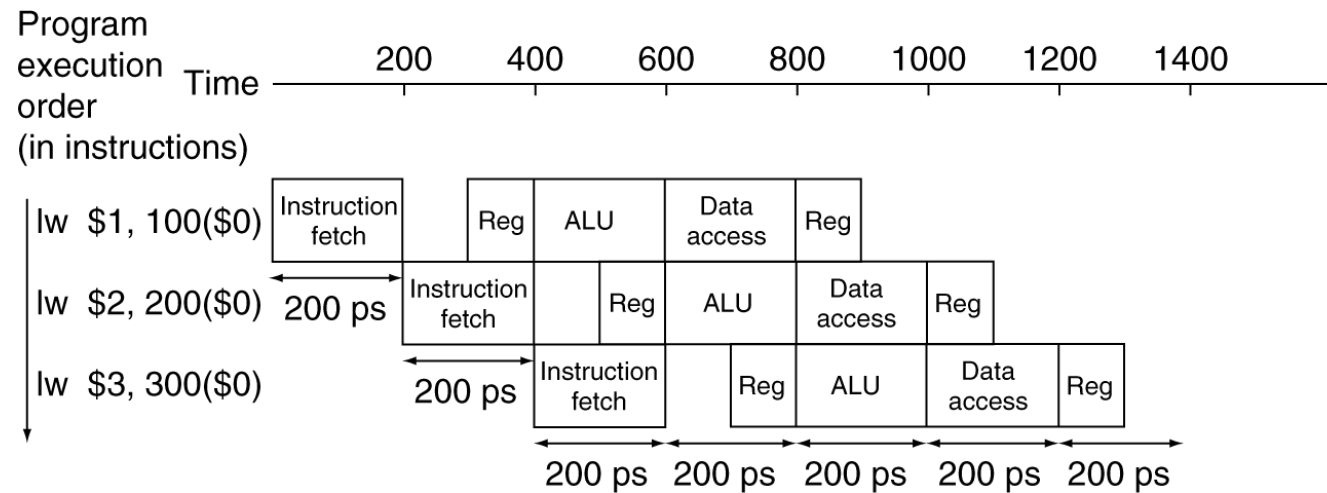 Program
execution
order
(in instructions)
Time
200 400 600 800 1000 1200 1400
lw $1, 100($0)
Instruction
fetch
Reg
ALU
Data
access
Reg
200 ps
lw $2, 200($0)
Instruction
fetch
Reg
ALU
Data
access
Reg
200 ps
lw $3, 300($0)
Instruction
fetch
Reg
ALU
Data
access
Reg
200 ps 200 ps 200 ps 200 ps 200 ps